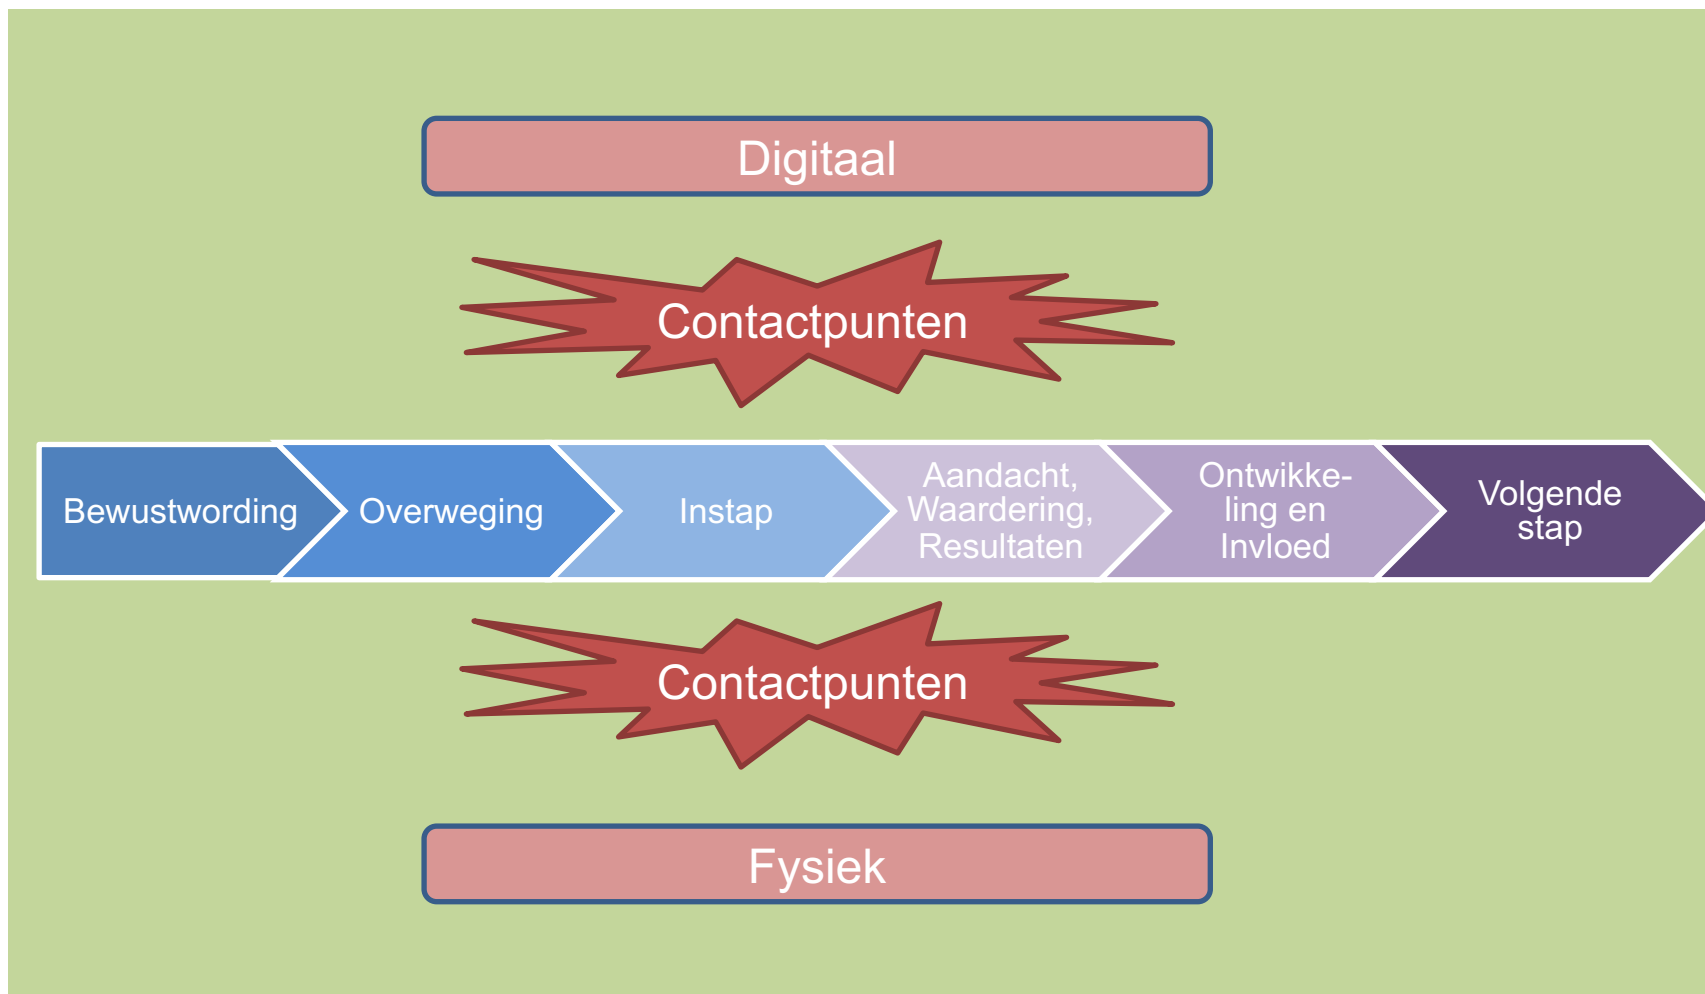 Digitaal
Contactpunten
Bewustwording
Overweging
Instap
Aandacht,
Waardering,
Resultaten
Ontwikke-
ling en
Invloed
Volgende
stap
Contactpunten
Fysiek